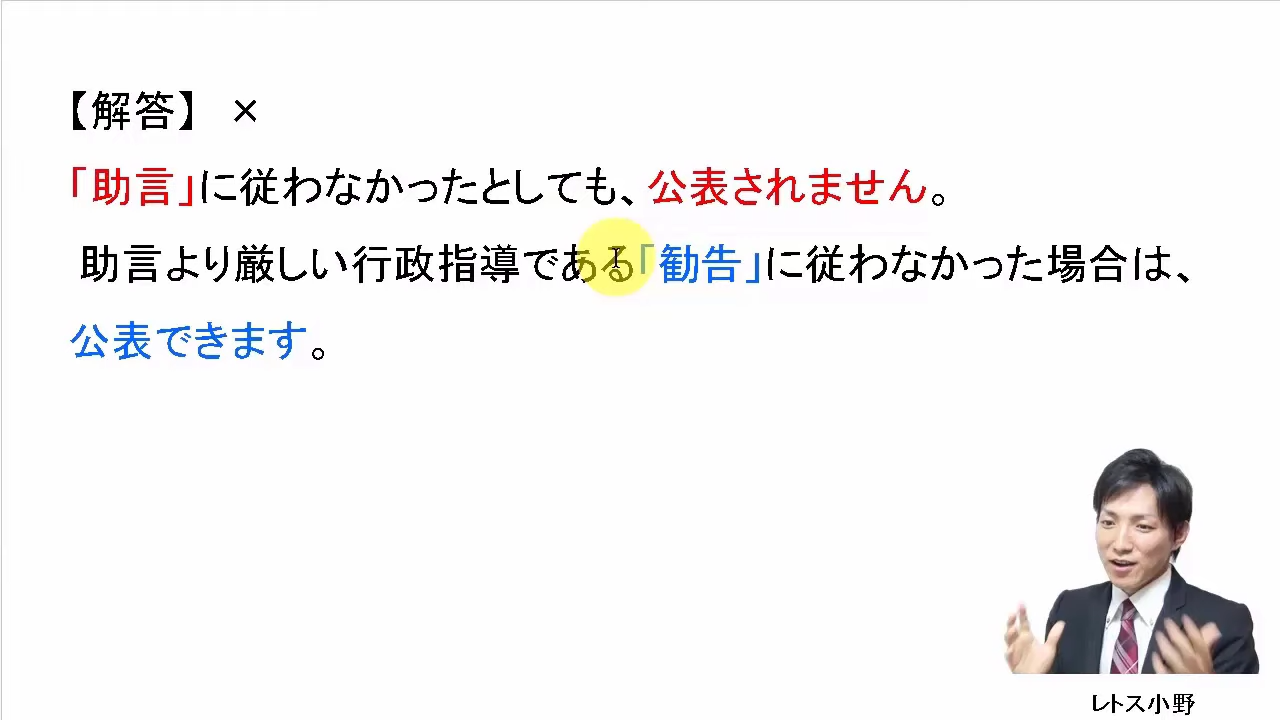 【解答】 ×
「助言」に従わなかったとしても、公表されません。
助言より厳しい行政指導である「勧告」に従わなかった場合は、
公表できます。
レトス小野